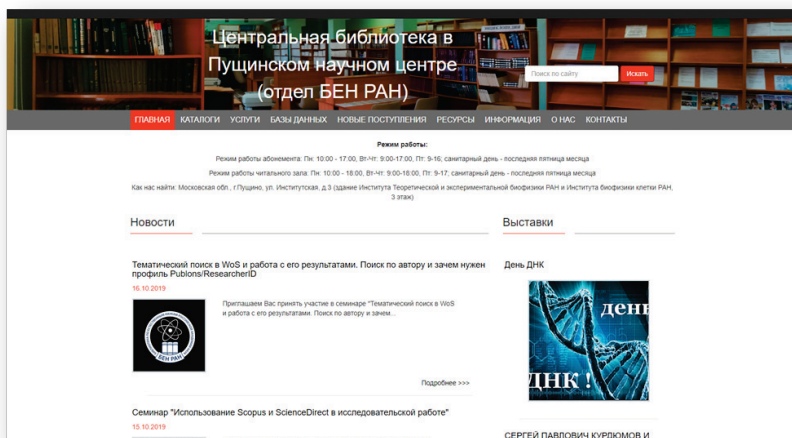 Центральная библиотека в
Пущинском научном центре
(отдел БЕН РАН)
Поиск по сайту
Искать
ГЛАВНАЯ КАТАЛОГИ УСЛУГИ БАЗЫ ДАННЫХ НОВЫЕ ПОСТУПЛЕНИЯ РЕСУРСЫ ИНФОРМАЦИЯ О НАС КОНТАКТЫ
Режим работы:
Режим работы абонемента: Пн: 10:00 - 17:00, Вт-Чт: 9:00-17:00, Пт: 9-16; санитарный день - последняя пятница месяца
Режим работы читального зала: Пн: 10:00 - 18:00, Вт-Чт: 9:00-18:00, Пт: 9-17; санитарный день - последняя пятница месяца
Как нас найти: Московская обл., г.Пущино, ул. Институтская, д.3 (здание Института Теоретической и экспериментальной биофизики РАН и Института биофизики клетки РАН,
3 этаж)
Новости
Тематический поиск в WoS и работа с его результатами. Поиск по автору и зачем нужен
профиль Publons/ResearcherID
16.10.2019
БЕН РАН
Приглашаем Вас принять участие в семинаре "Тематический поиск в WoS
и работа с его результатами. Поиск по автору и зачем...
Подробнее >>>
Семинар "Использование Scopus и ScienceDirect в исследовательской работе"
15.10.2019
Выставки
День ДНК
день
ДНК!
СЕРГЕЙ ПАВЛОВИЧ КУРДЮМОВ И